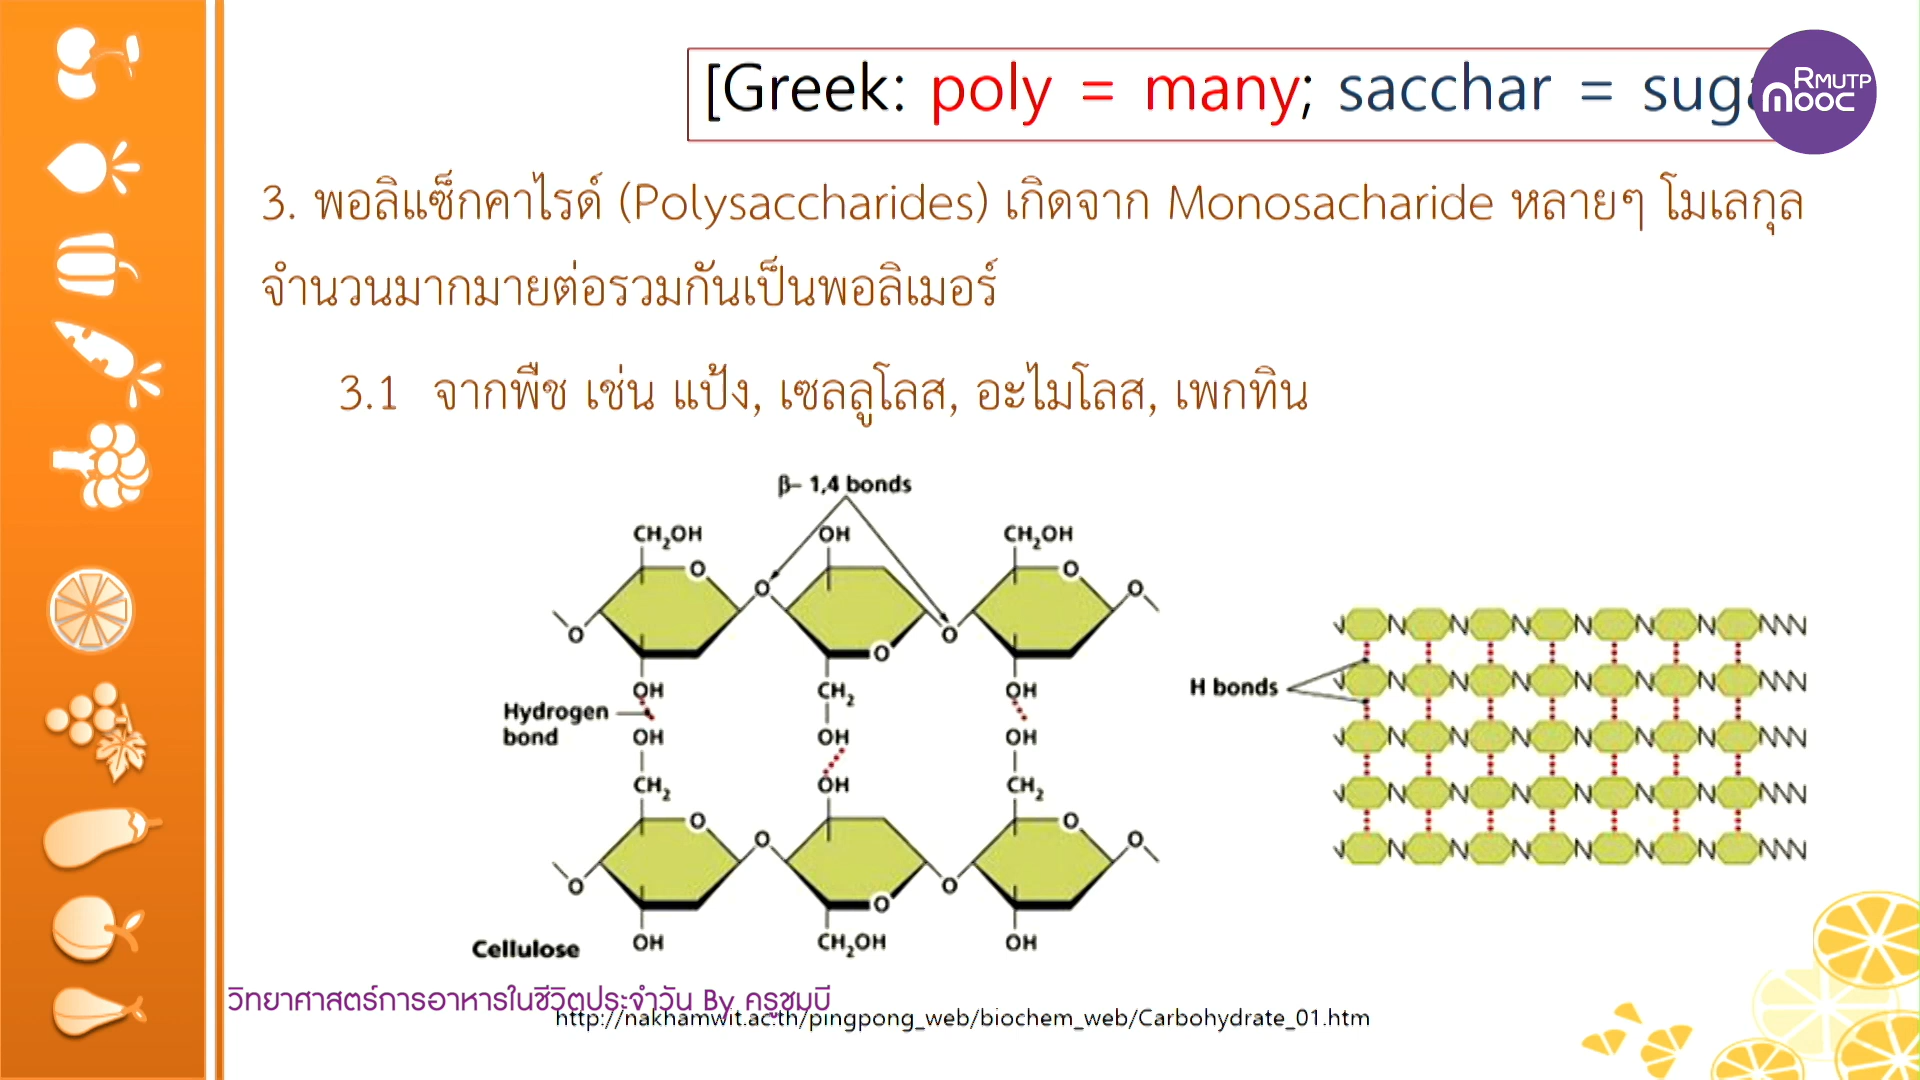 [Greek: poly = many; sacchar = suga
RMUTP
mooc
3. พอลิแซ็กคาไรด์ (Polysaccharides) เกิดจาก Monosacharide หลายๆ โมเลกุล
จำนวนมากมายต่อรวมกันเป็นพอลิเมอร์
3.1 จากพืช เช่น แป้ง, เซลลูโลส, อะไมโลส, เพกทิน
β- 1,4 bonds
CH₂OH OH CH₂OH
O O O O
O O O
OH CH₂ OH
Hydrogen
bond
OH OH OH
H bonds
CH₂ OH CH₂
O O O O
O O O
OH CH₂OH OH
Cellulose
N N N N N N NNN
N N N N N N NNN
N N N N N N NNN
N N N N N N NNN
N N N N N N NNN
วิทยาศาสตร์การอาหารในชีวิตประจำวัน By ครูชมบี
http://nakhamwit.ac.th/pingpong_web/biochem_web/Carbohydrate_01.htm